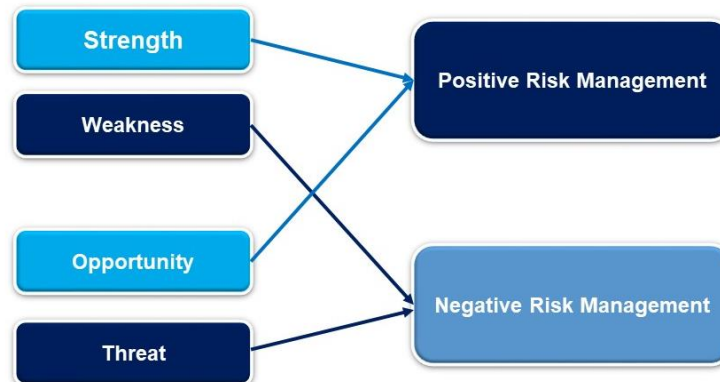 Strength
Weakness
Opportunity
Threat
Positive Risk Management
Negative Risk Management